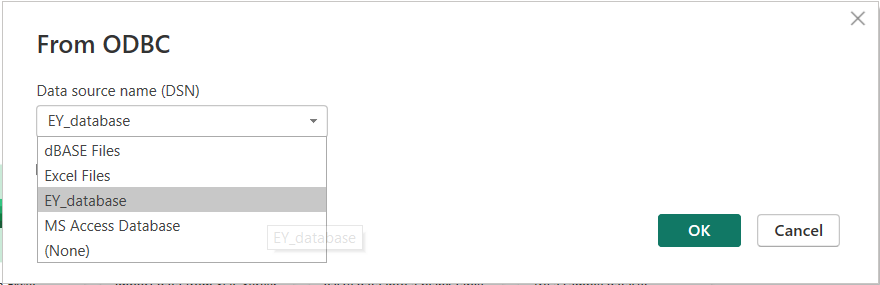 From ODBC
Data source name (DSN)
EY_database
dBASE Files
Excel Files
EY_database
MS Access Database
EY_database
(None)
OK
Cancel